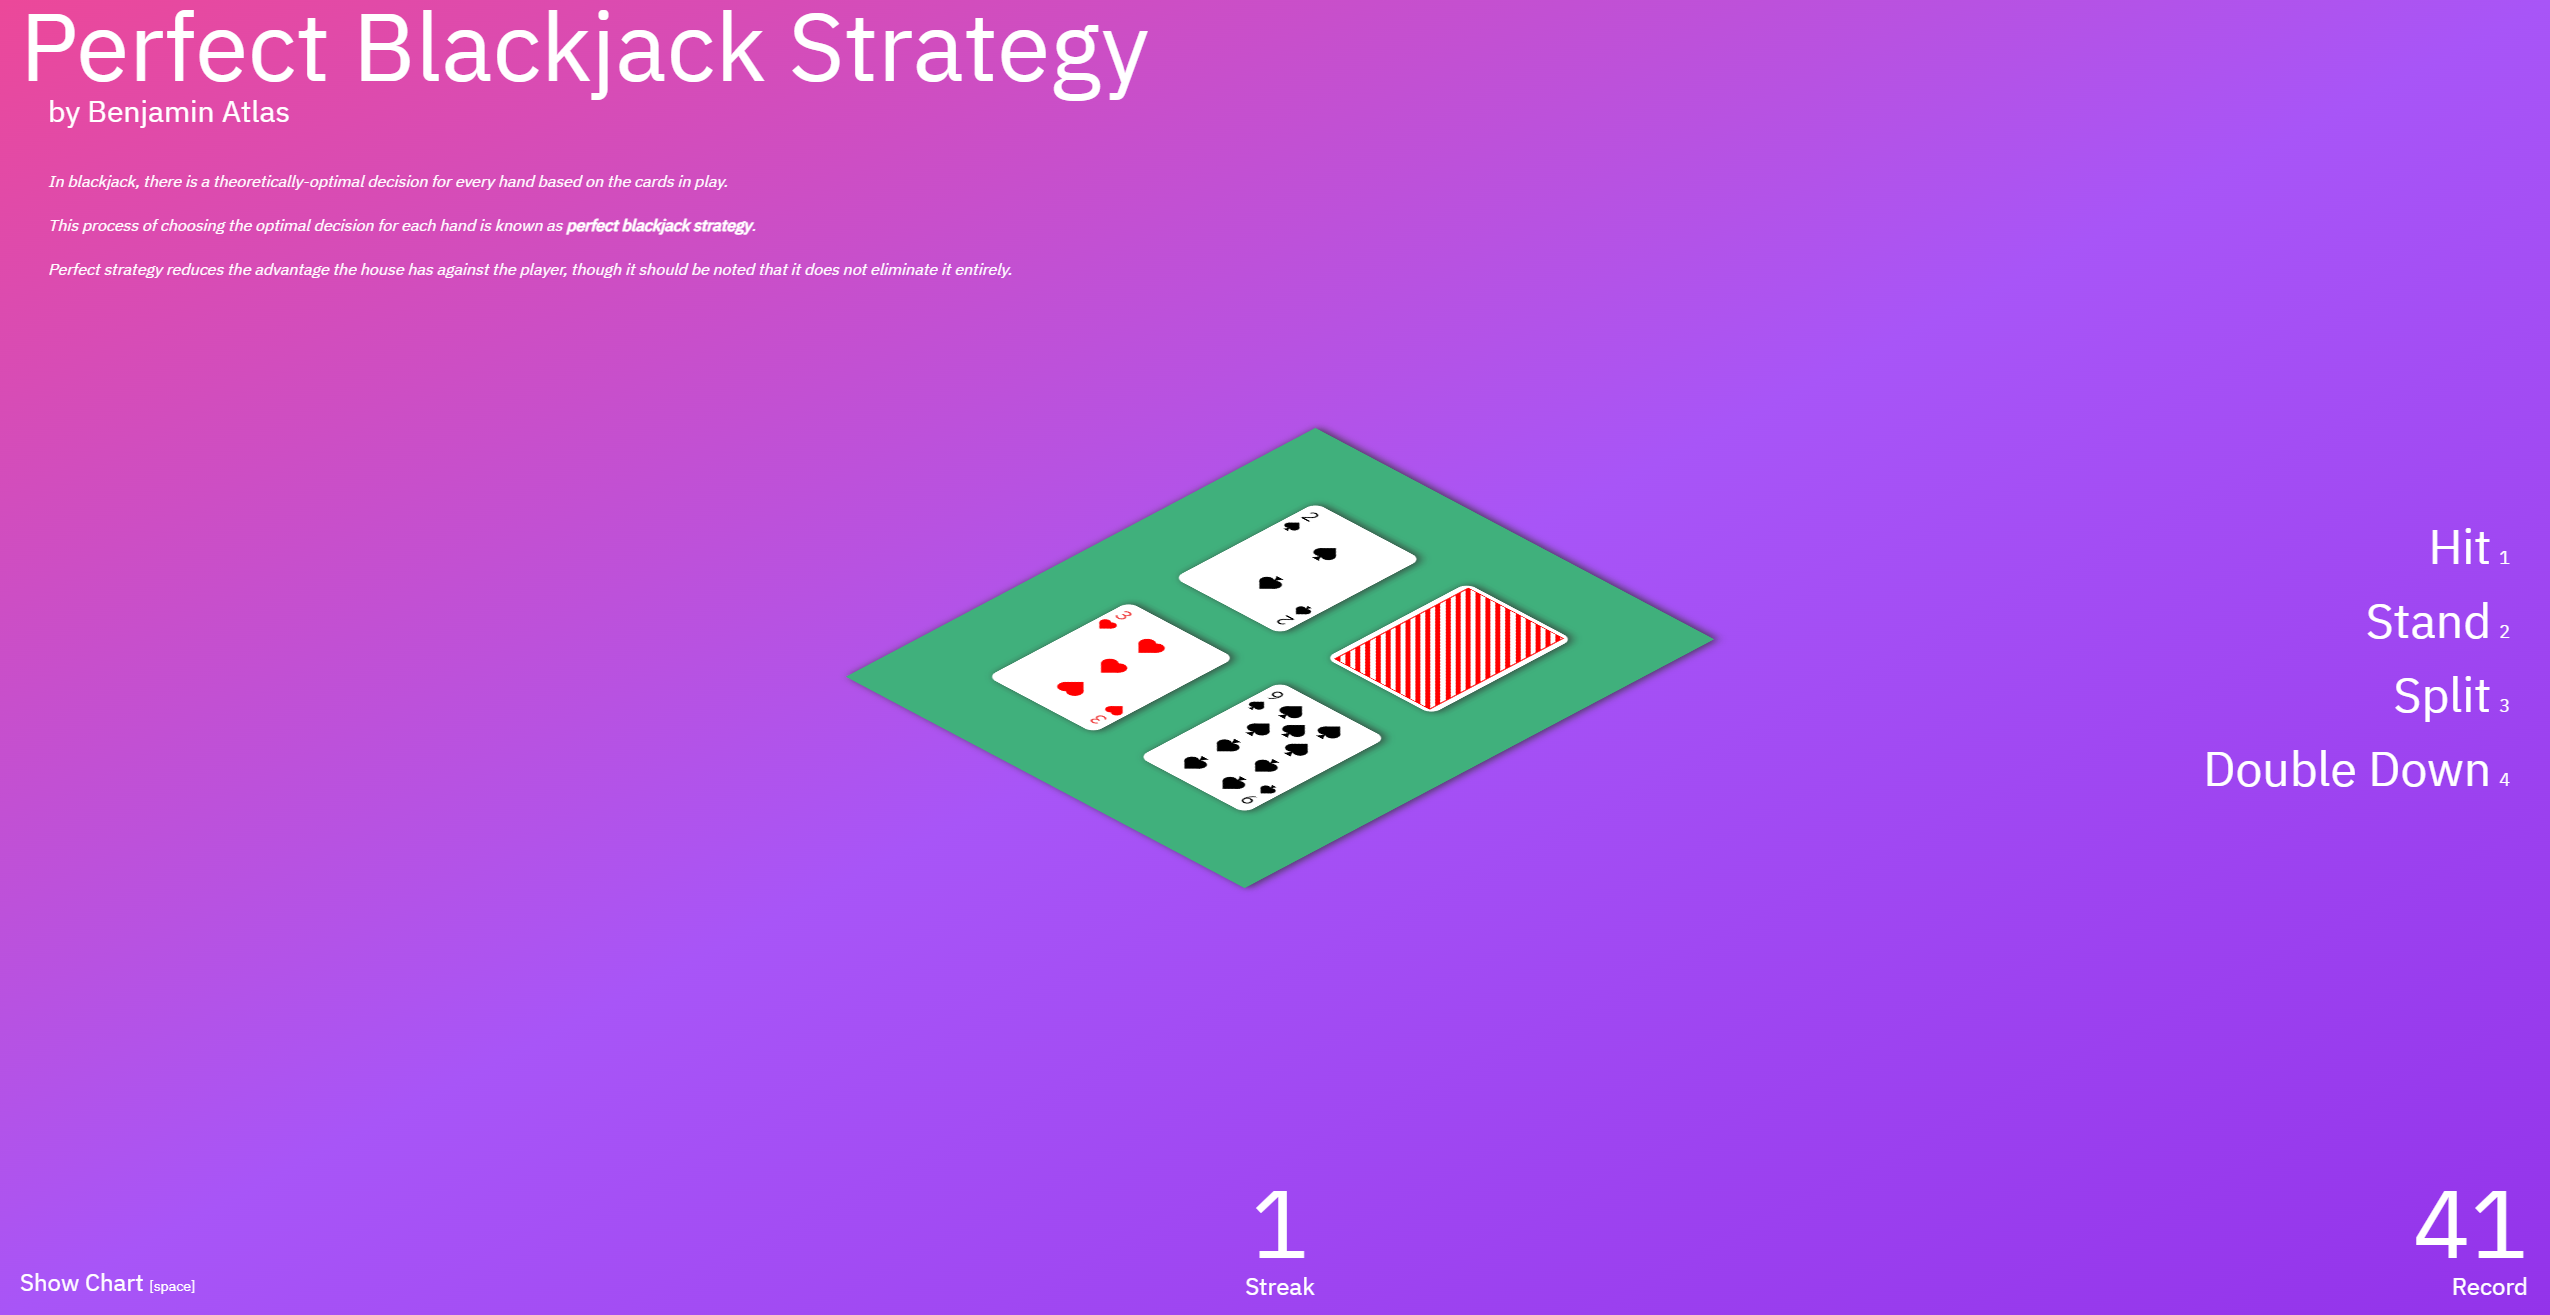 Perfect Blackjack Strategy
by Benjamin Atlas
In blackjack, there is a theoretically-optimal decision for every hand based on the cards in play.
This process of choosing the optimal decision for each hand is known as perfect blackjack strategy.
Perfect strategy reduces the advantage the house has against the player, though it should be noted that it does not eliminate it entirely.
2
2
3
3
9
9
Hit 1
Stand 2
Split 3
Double Down 4
Show Chart [space]
1
Streak
41
Record